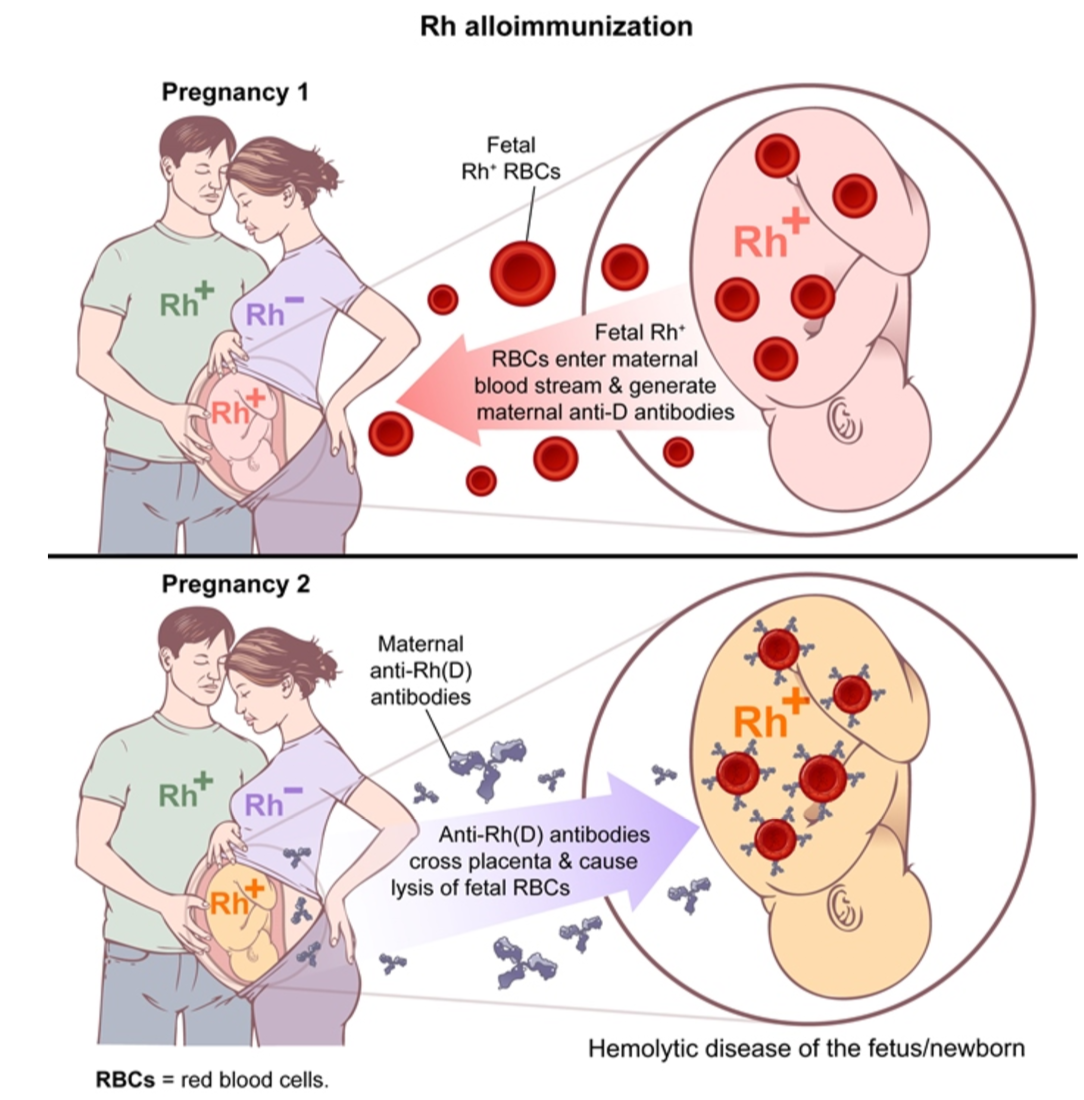 Rh alloimmunization
Pregnancy 1
Fetal
Rh⁺ RBCs
Rh+
Rh−
Rh+
Rh+
Fetal Rh⁺
RBCs enter maternal
blood stream & generate
maternal anti-D antibodies
Pregnancy 2
Maternal
anti-Rh(D)
antibodies
Rh+
Rh−
Rh+
Rh+
Anti-Rh(D) antibodies
cross placenta & cause
lysis of fetal RBCs
Hemolytic disease of the fetus/newborn
RBCs = red blood cells.